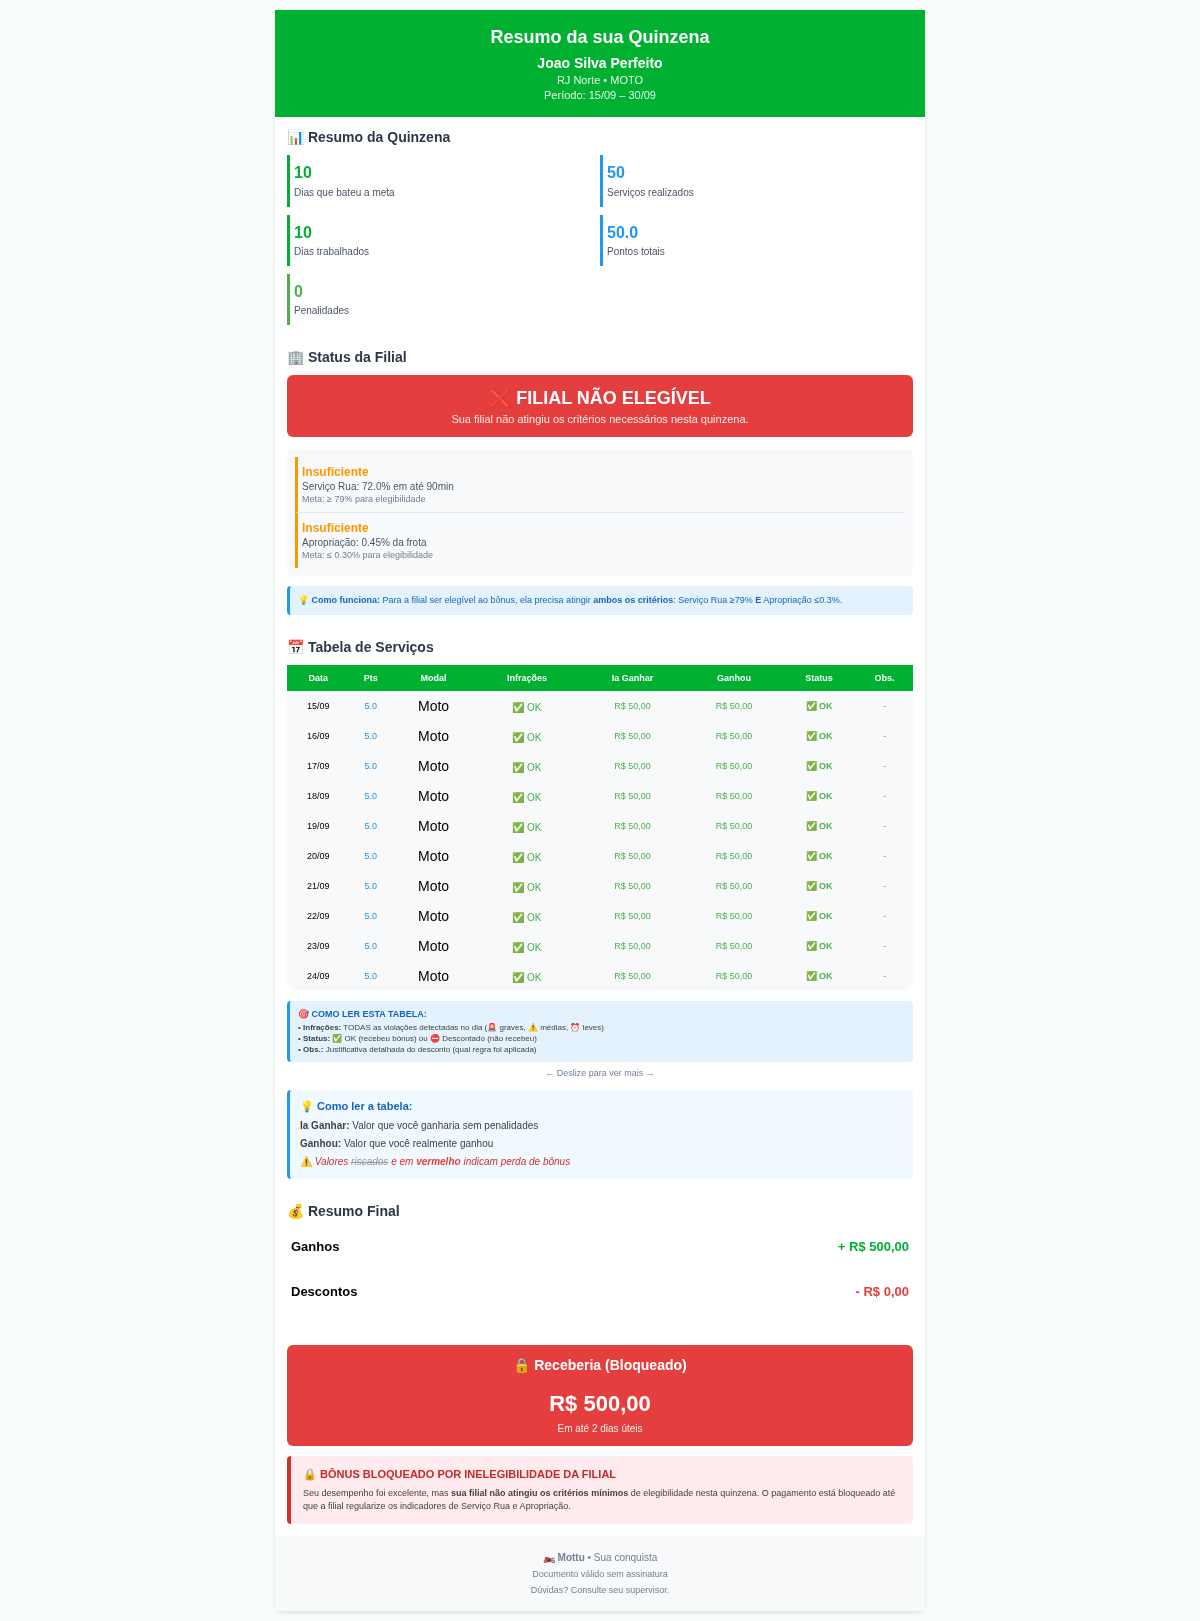 Resumo da sua Quinzena
Joao Silva Perfeito
RJ Norte • MOTO
Período: 15/09 – 30/09
📊 Resumo da Quinzena
10
Dias que bateu a meta
50
Serviços realizados
10
Dias trabalhados
50.0
Pontos totais
0
Penalidades
🏢 Status da Filial
❌ FILIAL NÃO ELEGÍVEL
Sua filial não atingiu os critérios necessários nesta quinzena.
Insuficiente
Serviço Rua: 72.0% em até 90min
Meta: ≥ 79% para elegibilidade
Insuficiente
Apropriação: 0.45% da frota
Meta: ≤ 0.30% para elegibilidade
💡 Como funciona: Para a filial ser elegível ao bônus, ela precisa atingir ambos os critérios: Serviço Rua ≥79% E Apropriação ≤0.3%.
📅 Tabela de Serviços
Data Pts Modal Infrações Ia Ganhar Ganhou Status Obs.
15/09 5.0 Moto ✅ OK R$ 50,00 R$ 50,00 ✅ OK -
16/09 5.0 Moto ✅ OK R$ 50,00 R$ 50,00 ✅ OK -
17/09 5.0 Moto ✅ OK R$ 50,00 R$ 50,00 ✅ OK -
18/09 5.0 Moto ✅ OK R$ 50,00 R$ 50,00 ✅ OK -
19/09 5.0 Moto ✅ OK R$ 50,00 R$ 50,00 ✅ OK -
20/09 5.0 Moto ✅ OK R$ 50,00 R$ 50,00 ✅ OK -
21/09 5.0 Moto ✅ OK R$ 50,00 R$ 50,00 ✅ OK -
22/09 5.0 Moto ✅ OK R$ 50,00 R$ 50,00 ✅ OK -
23/09 5.0 Moto ✅ OK R$ 50,00 R$ 50,00 ✅ OK -
24/09 5.0 Moto ✅ OK R$ 50,00 R$ 50,00 ✅ OK -
🎯 COMO LER ESTA TABELA:
• Infrações: TODAS as violações detectadas no dia (🚨 graves, ⚠️ médias, ⏰ leves)
• Status: ✅ OK (recebeu bônus) ou ⛔ Descontado (não recebeu)
• Obs.: Justificativa detalhada do desconto (qual regra foi aplicada)
← Deslize para ver mais →
💡 Como ler a tabela:
Ia Ganhar: Valor que você ganharia sem penalidades
Ganhou: Valor que você realmente ganhou
⚠️ Valores riscados e em vermelho indicam perda de bônus
💰 Resumo Final
Ganhos + R$ 500,00
Descontos - R$ 0,00
🔒 Receberia (Bloqueado)
R$ 500,00
Em até 2 dias úteis
🔒 BÔNUS BLOQUEADO POR INELEGIBILIDADE DA FILIAL
Seu desempenho foi excelente, mas sua filial não atingiu os critérios mínimos de elegibilidade nesta quinzena. O pagamento está bloqueado até
que a filial regularize os indicadores de Serviço Rua e Apropriação.
🏍️ Mottu • Sua conquista
Documento válido sem assinatura
Dúvidas? Consulte seu supervisor.